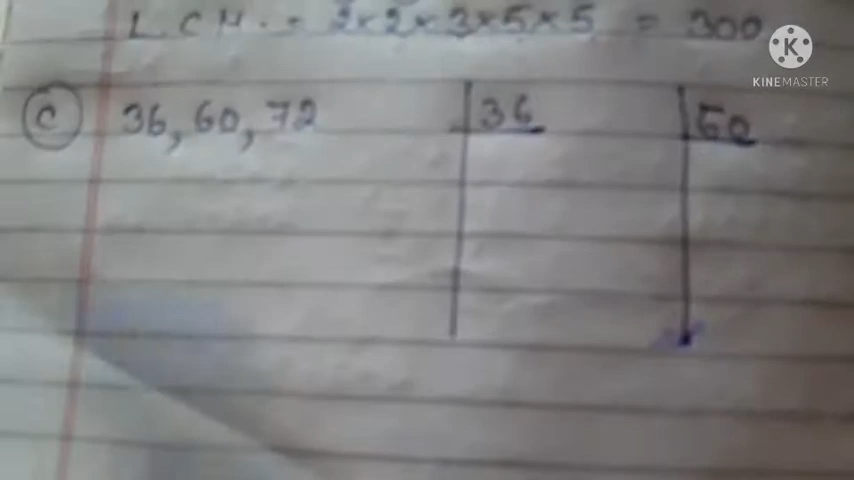 L C M. = 2×2×3×5×5 = 300
K
KINEMASTER
C 36, 60, 72 36 60